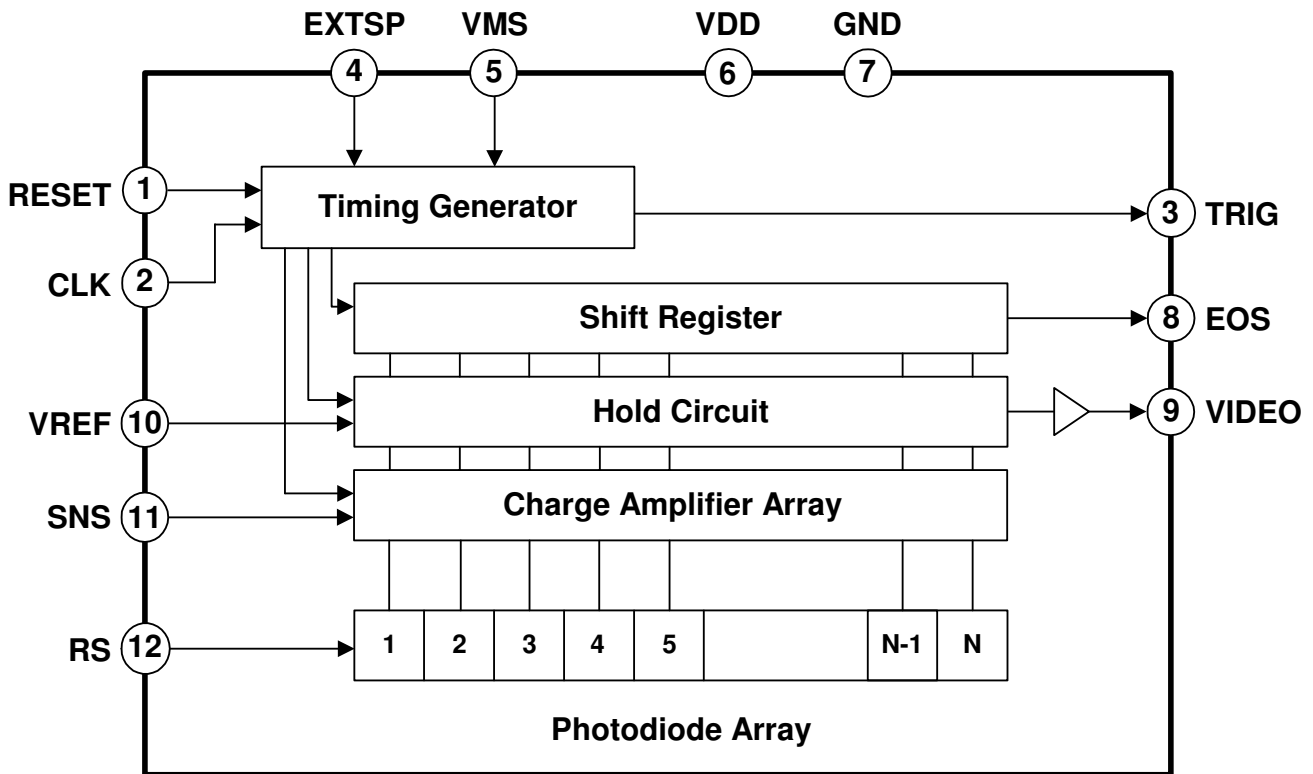 EXTSP VMS VDD GND
4 5 6 7
RESET 1
Timing Generator
3 TRIG
CLK 2
Shift Register
8 EOS
VREF 10
Hold Circuit
9 VIDEO
SNS 11
Charge Amplifier Array
RS 12
1 2 3 4 5 N-1 N
Photodiode Array